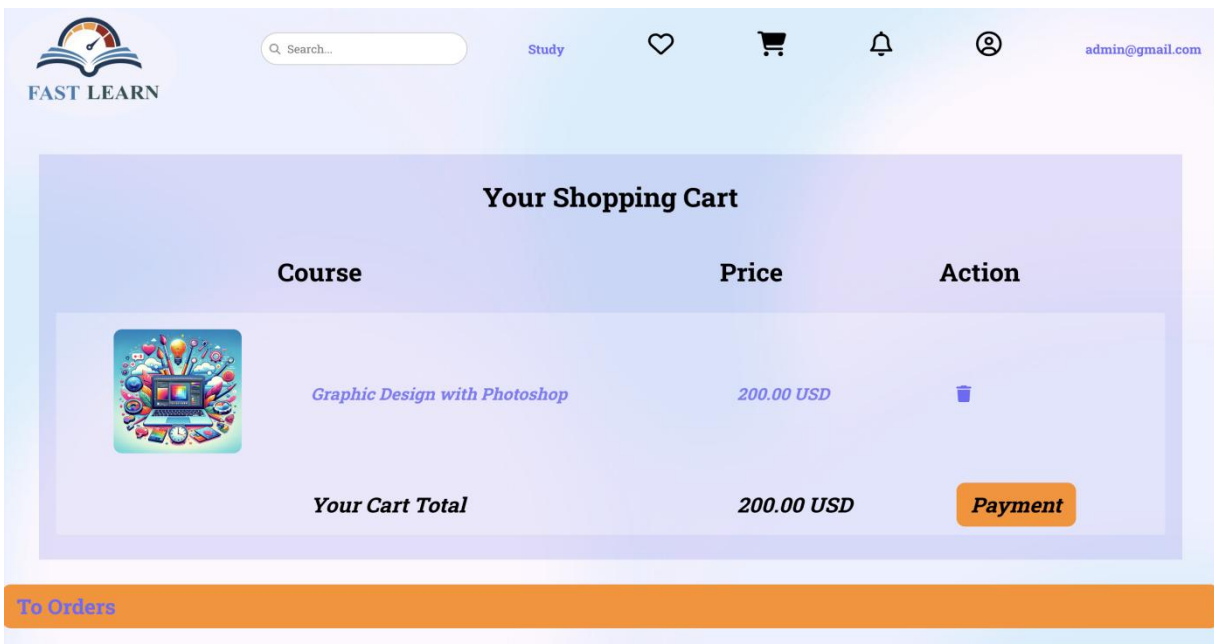 Search...
Study
admin@gmail.com
FAST LEARN
Your Shopping Cart
Course Price Action
Graphic Design with Photoshop 200.00 USD
Your Cart Total 200.00 USD Payment
To Orders